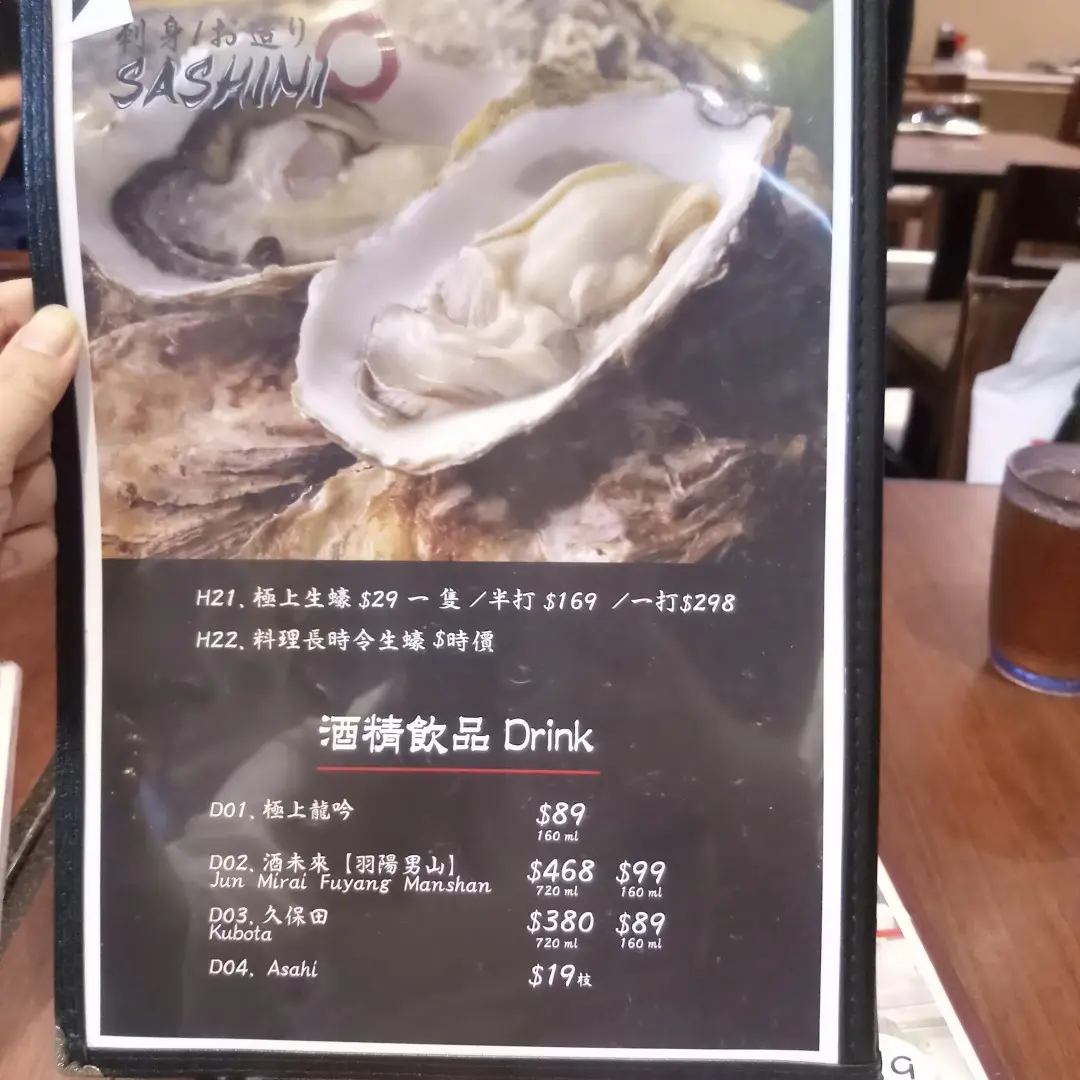 刺身/お造り
SASHIMI
H21. 極上生蠔 $29 一隻 /半打 $169 /一打$298
H22. 料理長時令生蠔 $時價
酒精飲品 Drink
D01. 極上龍吟 $89
160 ml
D02. 酒未來【羽陽男山】 $468 $99
Jun Mirai Fuyang Manshan 720 ml 160 ml
D03. 久保田 $380 $89
Kubota 720 ml 160 ml
D04. Asahi $19枝
9